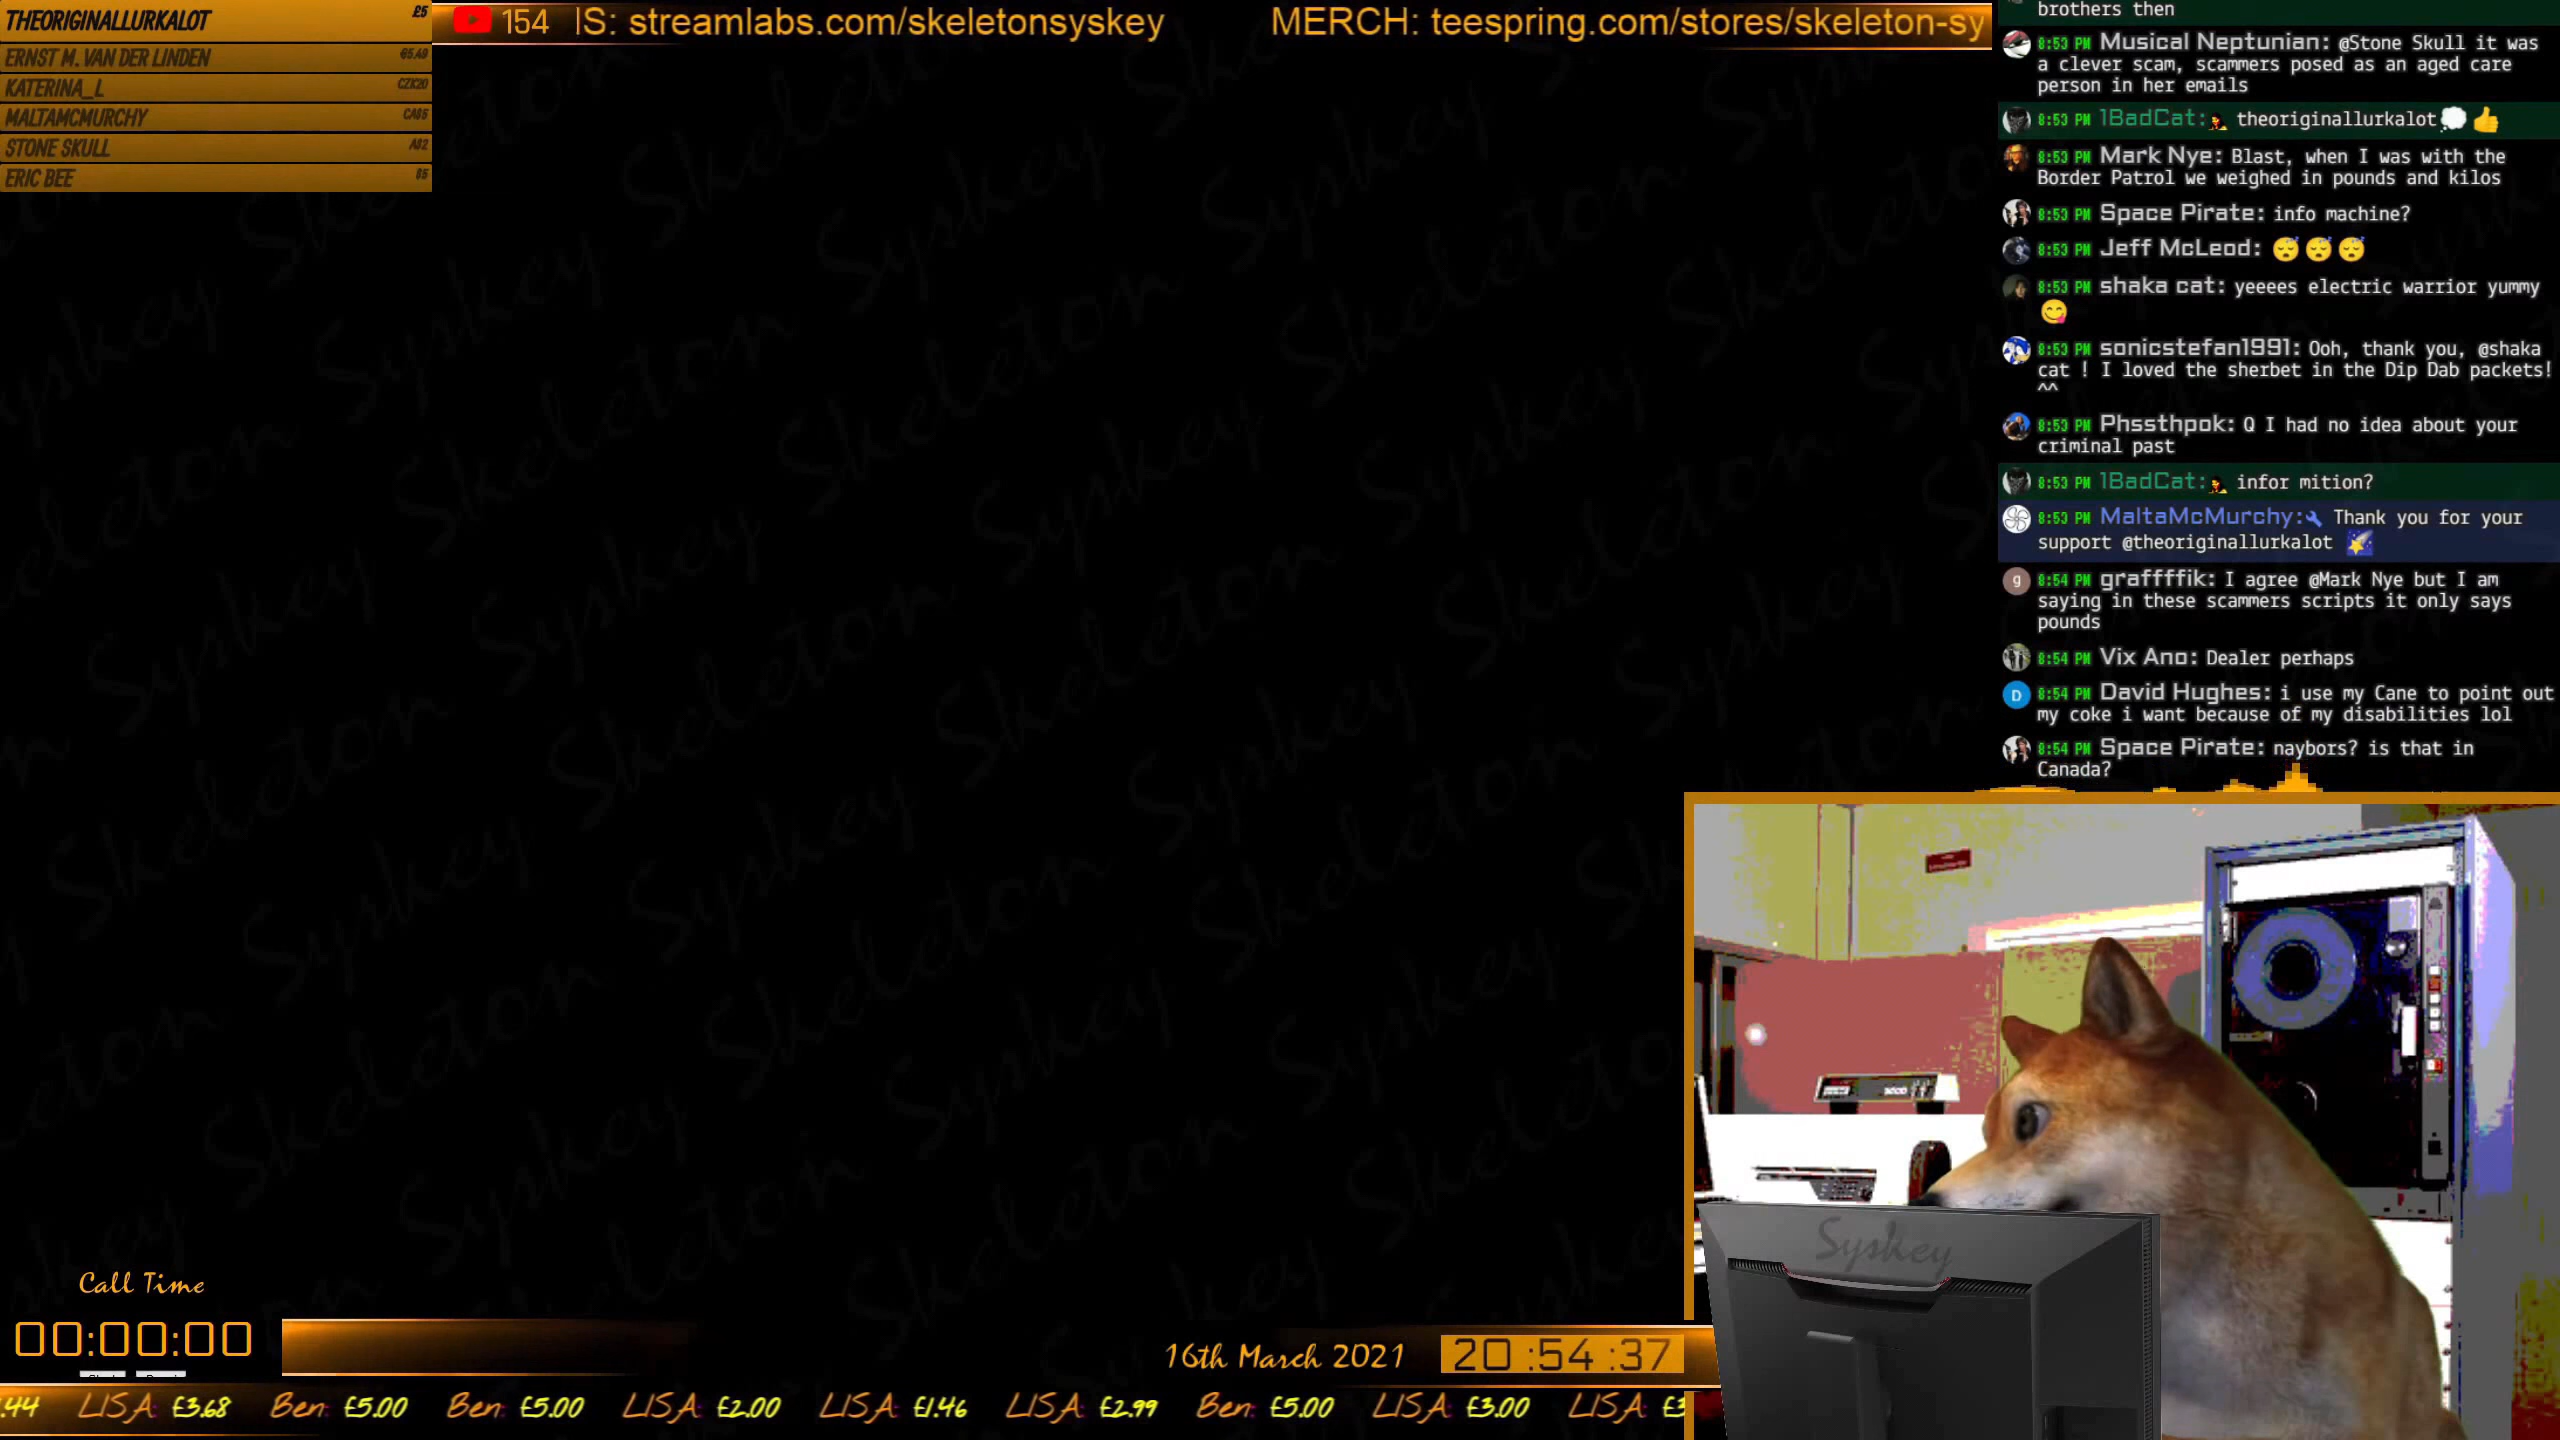 THEORIGINALLURKALOT £5
ERNST M. VAN DER LINDEN €5.49
KATERINA_L CZK20
MALTAMCMURCHY CA$5
STONE SKULL A$2
ERIC BEE $5
154 IS: streamlabs.com/skeletonsyskey MERCH: teespring.com/stores/skeleton-sy
brothers then
8:53 PM Musical Neptunian: @Stone Skull it was
a clever scam, scammers posed as an aged care
person in her emails
8:53 PM 1BadCat: theoriginallurkalot💭👍
8:53 PM Mark Nye: Blast, when I was with the
Border Patrol we weighed in pounds and kilos
8:53 PM Space Pirate: info machine?
8:53 PM Jeff McLeod: 😴😴😴
8:53 PM shaka cat: yeeees electric warrior yummy
😋
8:53 PM sonicstefan1991: Ooh, thank you, @shaka
cat ! I loved the sherbet in the Dip Dab packets!
^^
8:53 PM Phssthpok: Q I had no idea about your
criminal past
8:53 PM 1BadCat: infor mition?
8:53 PM MaltaMcMurchy: Thank you for your
support @theoriginallurkalot 🌠
g 8:54 PM graffffik: I agree @Mark Nye but I am
saying in these scammers scripts it only says
pounds
8:54 PM Vix Ano: Dealer perhaps
D 8:54 PM David Hughes: i use my Cane to point out
my coke i want because of my disabilities lol
8:54 PM Space Pirate: naybors? is that in
Canada?
Syskey
Call Time
00:00:00
16th March 2021 20:54:37
.44 LISA: £3.68 Ben: £5.00 Ben: £5.00 LISA: £2.00 LISA: £1.46 LISA: £2.99 Ben: £5.00 LISA: £3.00 LISA: £3
Skeleton Syskey